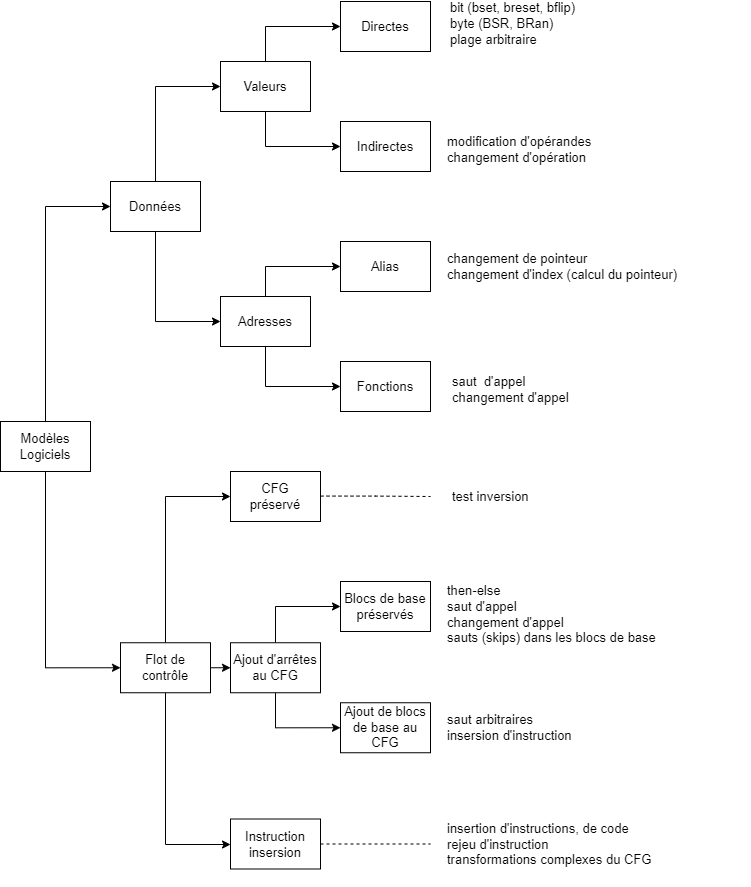 bit (bset, breset, bflip)
byte (BSR, BRan)
plage arbitraire
Directes
Valeurs
Indirectes
modification d'opérandes
changement d'opération
Données
Alias
changement de pointeur
changement d'index (calcul du pointeur)
Adresses
Fonctions
saut d'appel
changement d'appel
Modèles
Logiciels
CFG
préservé
test inversion
Blocs de base
préservés
then-else
saut d'appel
changement d'appel
sauts (skips) dans les blocs de base
Flot de
contrôle
Ajout d'arrêtes
au CFG
Ajout de blocs
de base au
CFG
saut arbitraires
insersion d'instruction
Instruction
insersion
insertion d'instructions, de code
rejeu d'instruction
transformations complexes du CFG